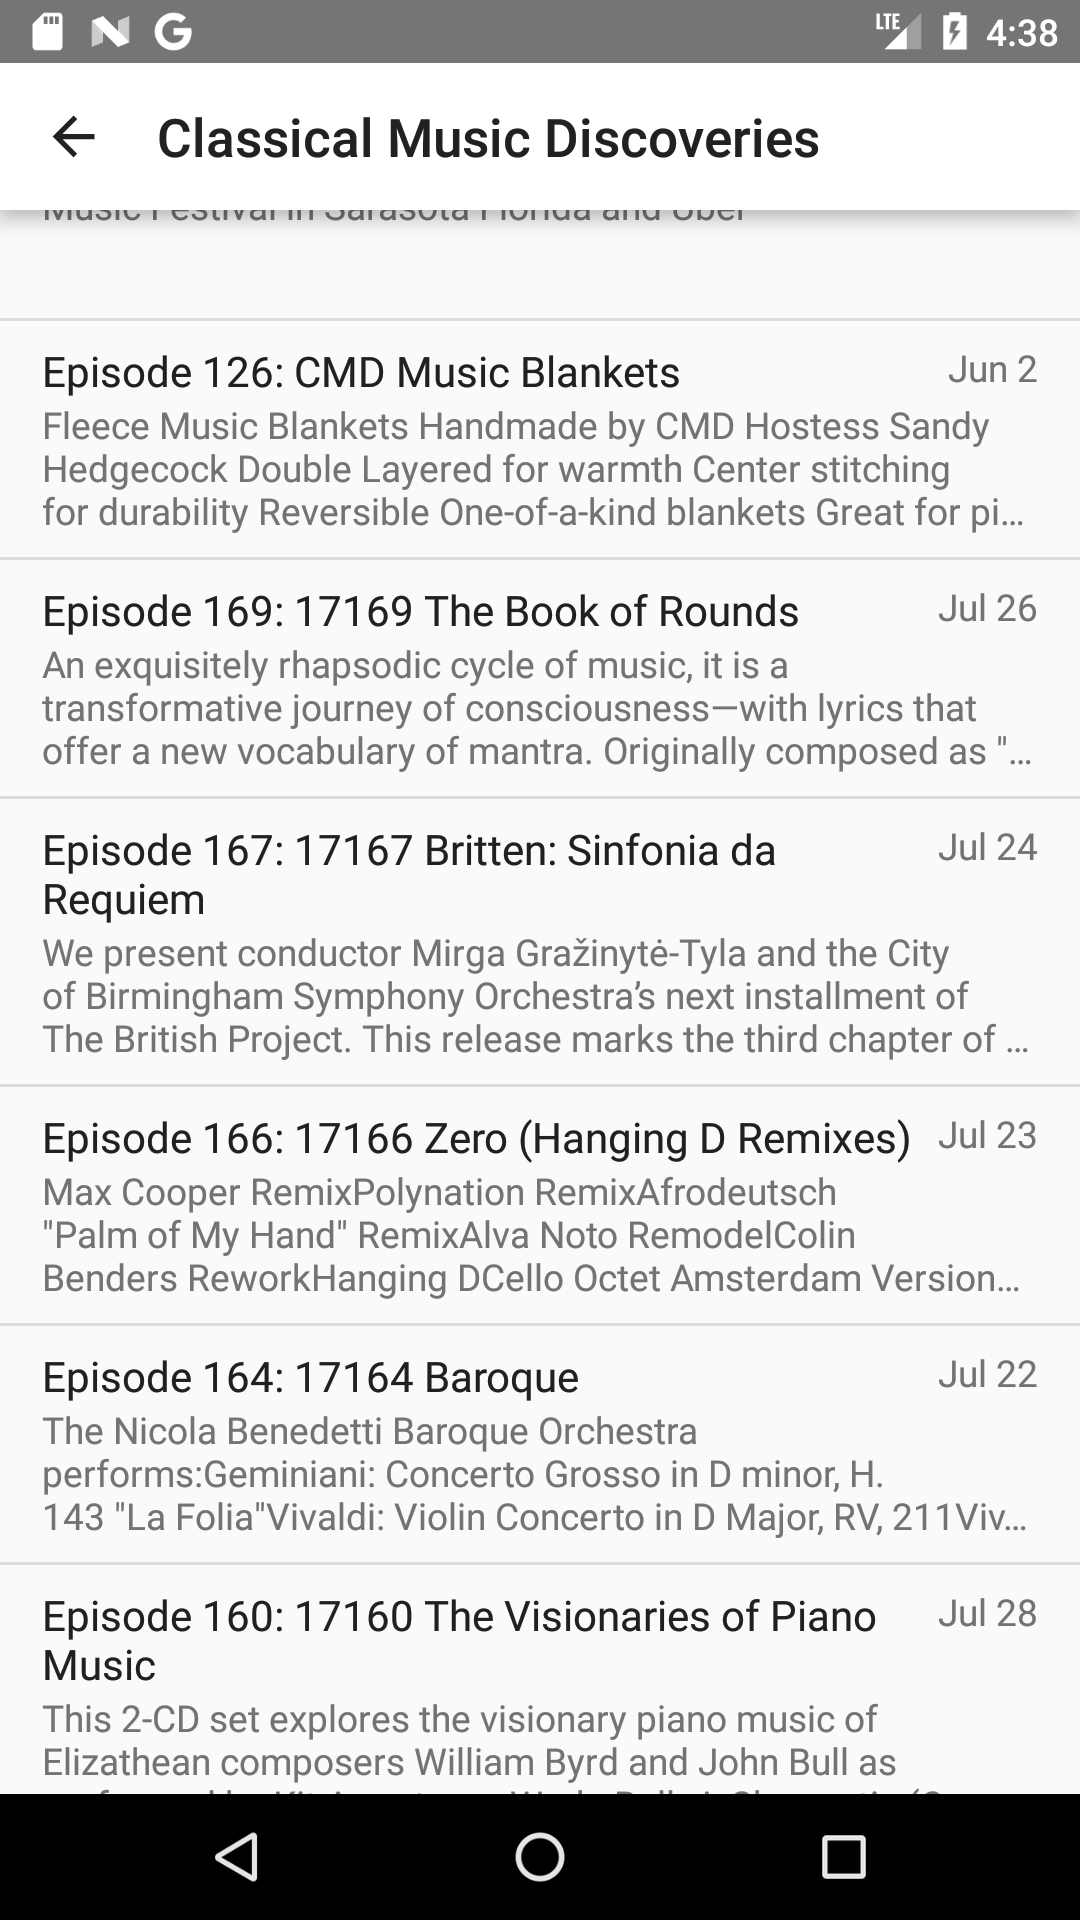 LTE 4:38
Classical Music Discoveries
Music Festival in Sarasota Florida and Uber
Episode 126: CMD Music Blankets
Jun 2
Fleece Music Blankets Handmade by CMD Hostess Sandy
Hedgecock Double Layered for warmth Center stitching
for durability Reversible One-of-a-kind blankets Great for pi...
Episode 169: 17169 The Book of Rounds
Jul 26
An exquisitely rhapsodic cycle of music, it is a
transformative journey of consciousness—with lyrics that
offer a new vocabulary of mantra. Originally composed as "...
Episode 167: 17167 Britten: Sinfonia da
Requiem
Jul 24
We present conductor Mirga Gražinytė-Tyla and the City
of Birmingham Symphony Orchestra’s next installment of
The British Project. This release marks the third chapter of ...
Episode 166: 17166 Zero (Hanging D Remixes)
Jul 23
Max Cooper RemixPolynation RemixAfrodeutsch
"Palm of My Hand" RemixAlva Noto RemodelColin
Benders ReworkHanging DCello Octet Amsterdam Version...
Episode 164: 17164 Baroque
Jul 22
The Nicola Benedetti Baroque Orchestra
performs:Geminiani: Concerto Grosso in D minor, H.
143 "La Folia"Vivaldi: Violin Concerto in D Major, RV, 211Viv...
Episode 160: 17160 The Visionaries of Piano
Music
Jul 28
This 2-CD set explores the visionary piano music of
Elizathean composers William Byrd and John Bull as